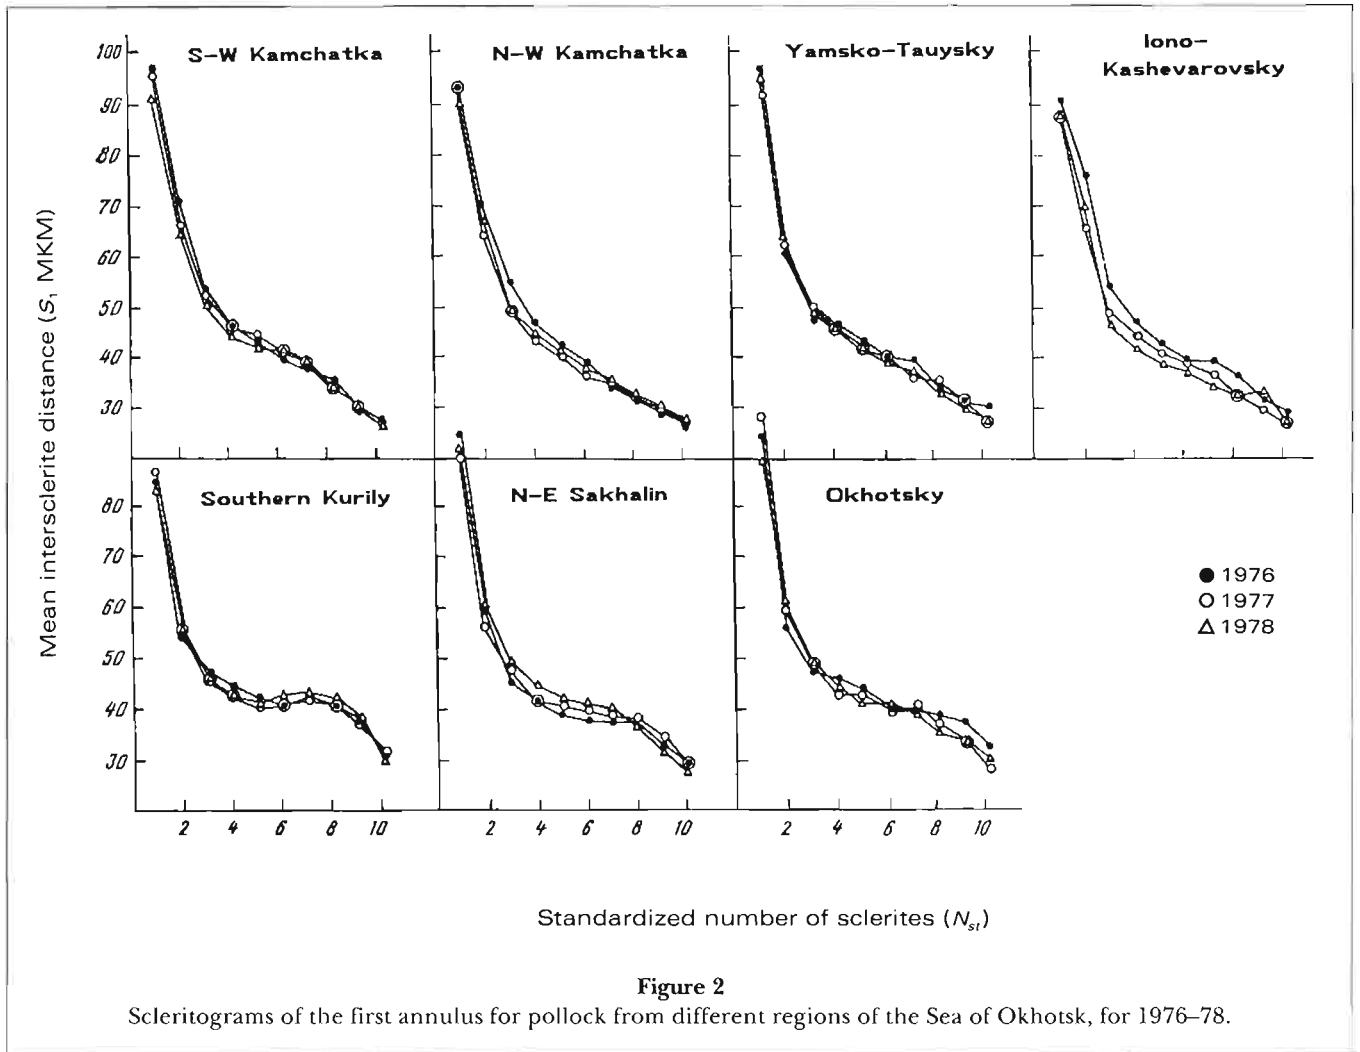 S-W Kamchatka
N-W Kamchatka
Yamsko-Tauysky
Iono-
Kashevarovsky
100
90
80
70
60
50
40
30
Mean intersclerite distance (S, MKM)
Southern Kurily
N-E Sakhalin
Okhotsky
80
70
60
50
40
30
● 1976
○ 1977
△ 1978
2 4 6 8 10
2 4 6 8 10
2 4 6 8 10
Standardized number of sclerites (Nst)
Figure 2
Scleritograms of the first annulus for pollock from different regions of the Sea of Okhotsk, for 1976–78.